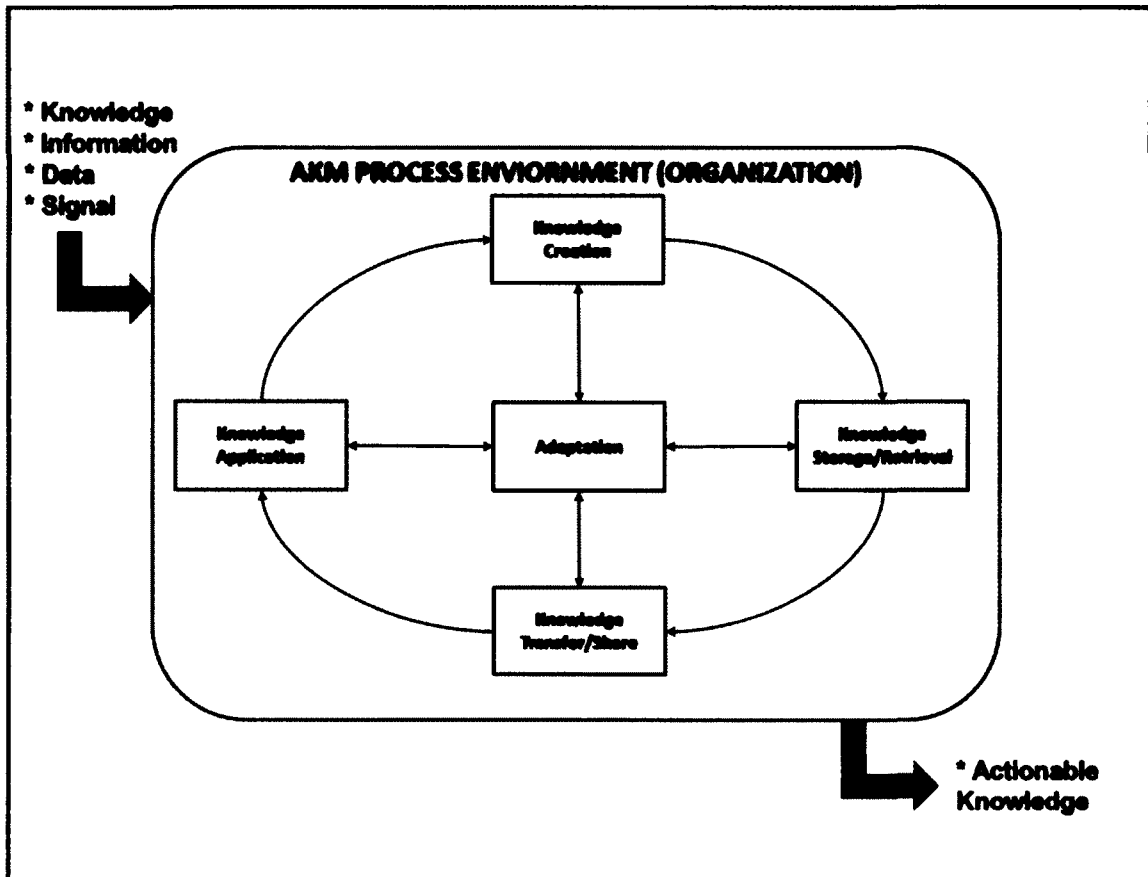 * Knowledge
* Information
* Data
* Signal
AKM PROCESS ENVIORNMENT (ORGANIZATION)
Knowledge
Creation
Knowledge
Application
Adaptation
Knowledge
Storage/Retrieval
Knowledge
Transfer/Share
* Actionable
Knowledge